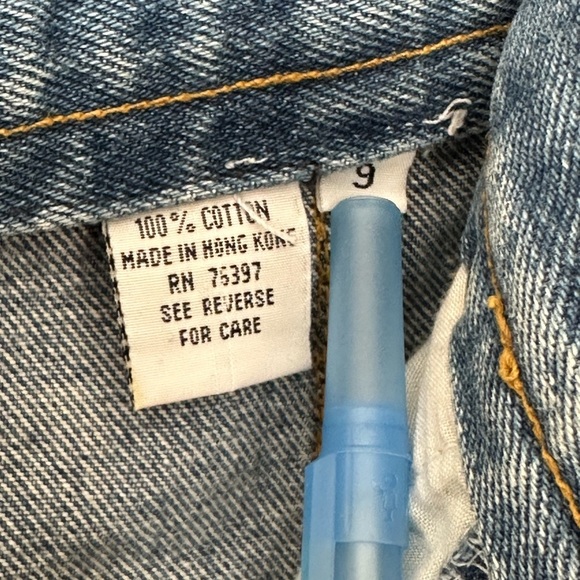 100% COTTON
MADE IN HONG KONG
RN 76397
SEE REVERSE
FOR CARE
9